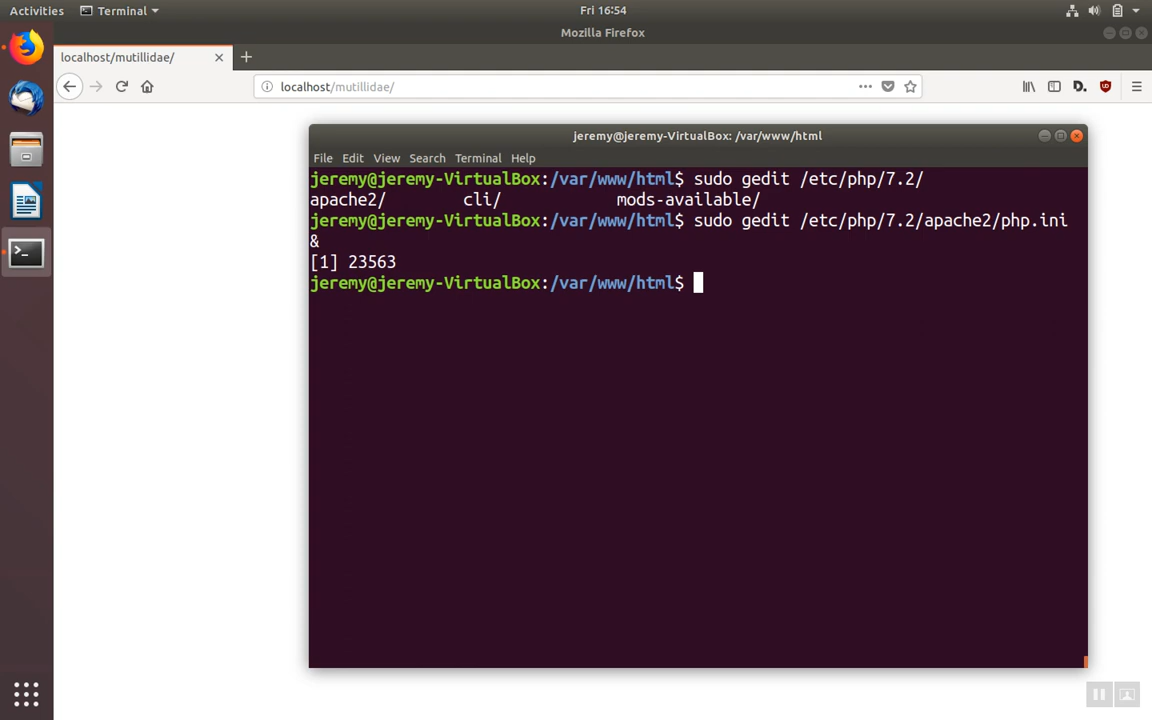 Activities Terminal Fri 16:54
Mozilla Firefox
localhost/mutillidae/
localhost/mutillidae/
jeremy@jeremy-VirtualBox: /var/www/html
File Edit View Search Terminal Help
jeremy@jeremy-VirtualBox:/var/www/html$ sudo gedit /etc/php/7.2/
apache2/ cli/ mods-available/
jeremy@jeremy-VirtualBox:/var/www/html$ sudo gedit /etc/php/7.2/apache2/php.ini
&
[1] 23563
jeremy@jeremy-VirtualBox:/var/www/html$